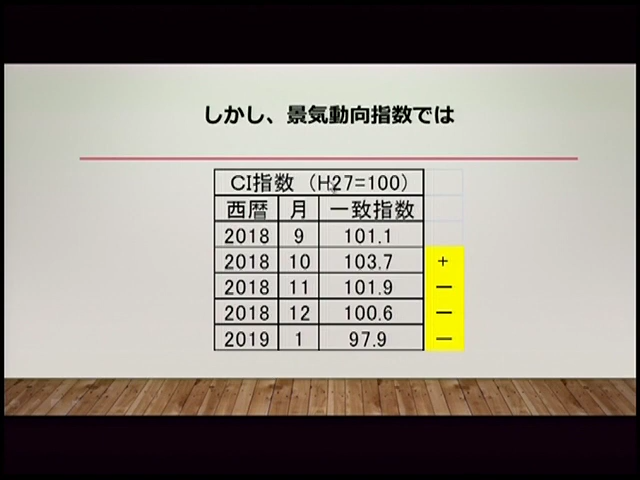 しかし、景気動向指数では
CI指数（H27=100）
西暦 月 一致指数
2018 9 101.1
2018 10 103.7 +
2018 11 101.9 ー
2018 12 100.6 ー
2019 1 97.9 ー